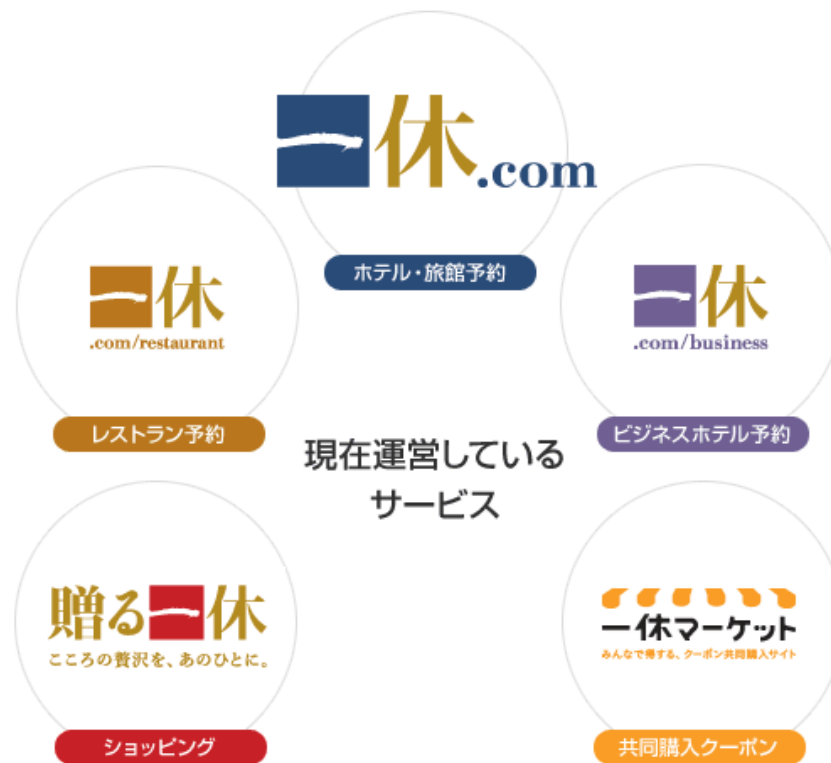 一休.com
ホテル・旅館予約
一休
.com/restaurant
レストラン予約
一休
.com/business
ビジネスホテル予約
現在運営している
サービス
贈る一休
こころの贅沢を、あのひとに。
ショッピング
一休マーケット
みんなで得する、クーポン共同購入サイト
共同購入クーポン